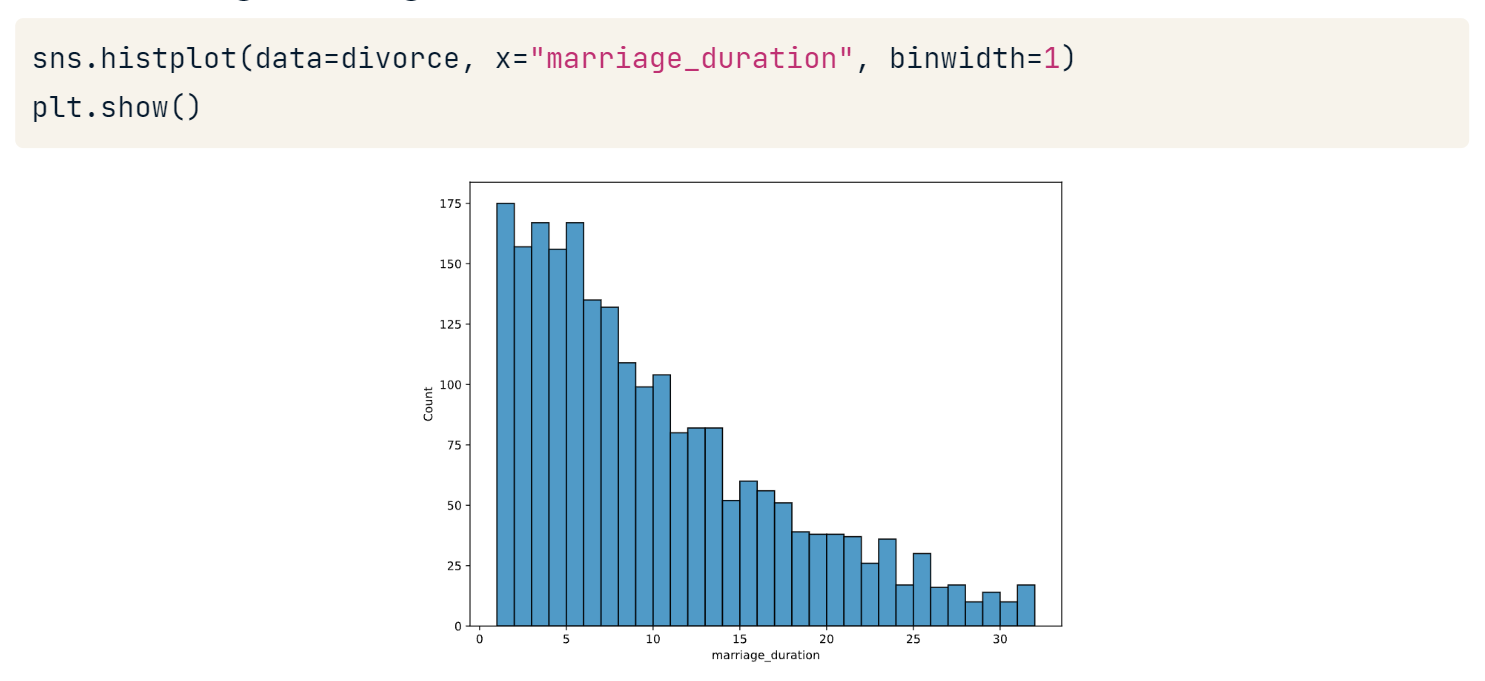 sns.histplot(data=divorce, x="marriage_duration", binwidth=1)
plt.show()
175
150
125
100
75
50
25
0
Count
0 5 10 15 20 25 30
marriage_duration